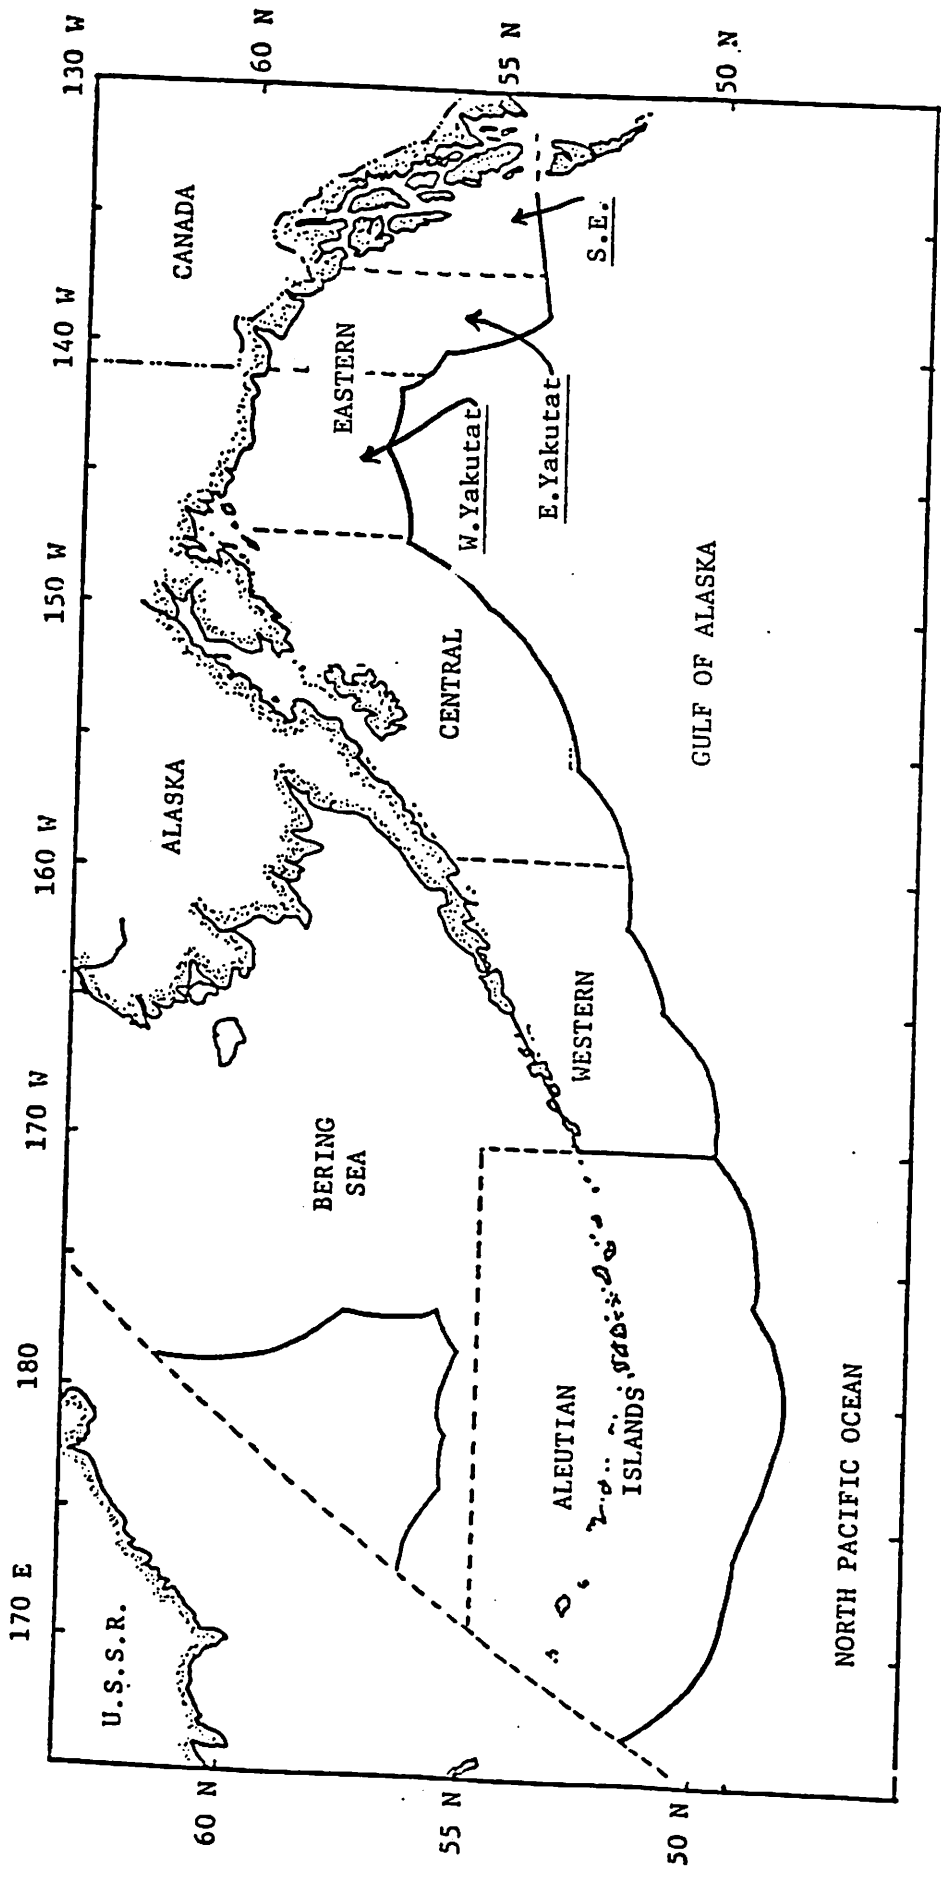 170 E
180
170 W
160 W
150 W
140 W
130 W
U.S.S.R.
ALASKA
CANADA
60 N
60 N
BERING
SEA
EASTERN
55 N
55 N
CENTRAL
W.Yakutat
E.Yakutat
S.E.
ALEUTIAN
ISLANDS
WESTERN
50 N
50 N
GULF OF ALASKA
NORTH PACIFIC OCEAN